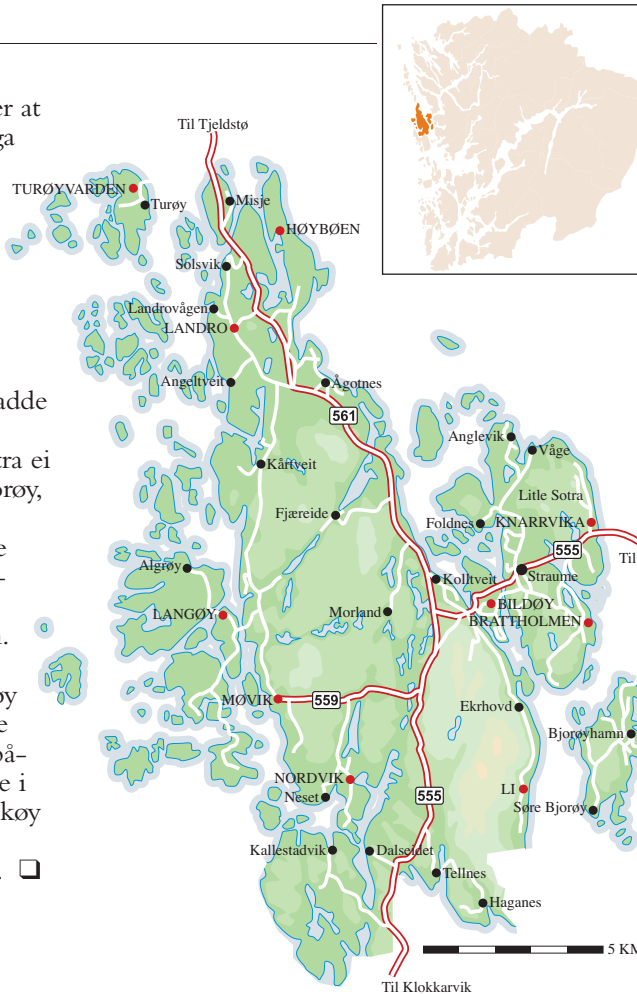 er at
ga
adde
tra ei
orøy,
e
-
n.
øy
e
på-
e i
køy
. ❑
Til Tjeldstø
TURØYVARDEN
Turøy
Misje
HØYBØEN
Solsvik
Landrovågen
LANDRO
Angeltveit
Ågotnes
561
Anglevik
Våge
Kårtveit
Litle Sotra
Fjæreide
Foldnes
KNARRVIKA
555
Til
Algrøy
Kolltveit
Straume
LANGØY
Morland
BILDØY
BRATTHOLMEN
MØVIK
559
Ekrhovd
Bjorøyhamn
NORDVIK
Neset
555
LI
Søre Bjorøy
Kallestadvik
Dalseidet
Tellnes
Haganes
5 KM
Til Klokkarvik